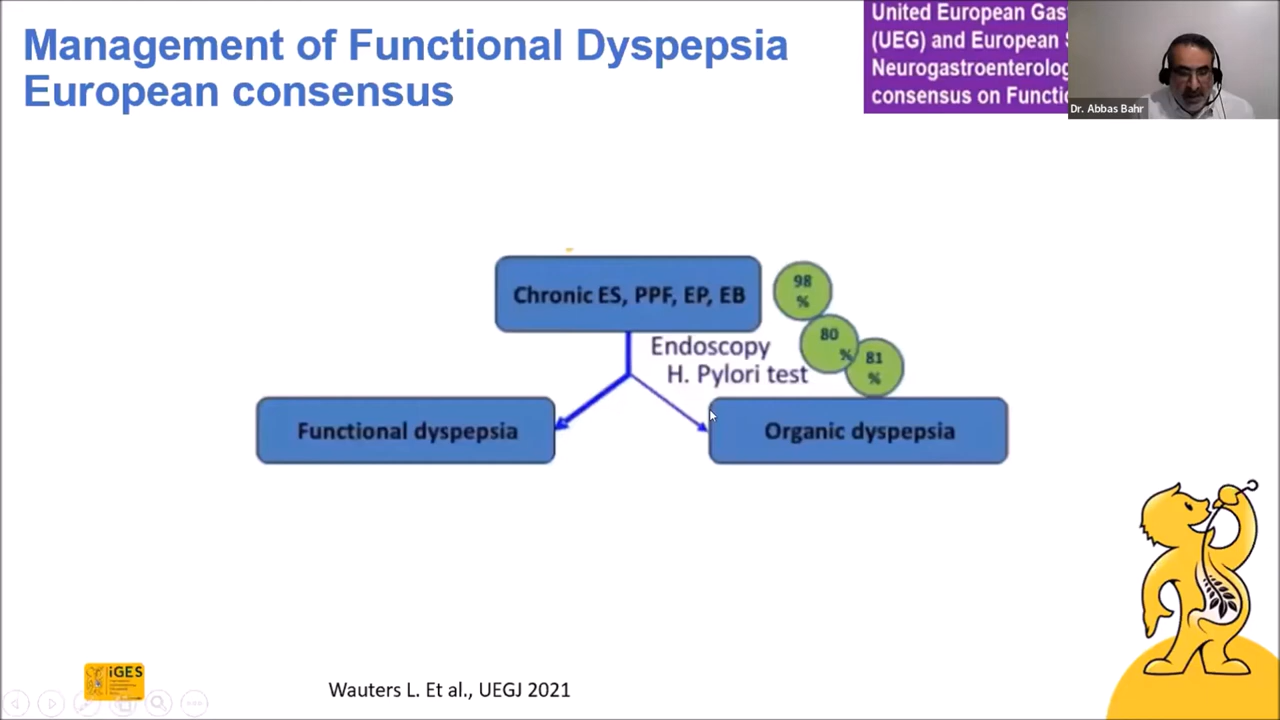 Management of Functional Dyspepsia
European consensus
United European Gas
(UEG) and European
Neurogastroenterolog
consensus on Functi
Dr. Abbas Bahr
Chronic ES, PPF, EP, EB
98
%
80
%
81
%
Endoscopy
H. Pylori test
Functional dyspepsia
Organic dyspepsia
iGES
Wauters L. Et al., UEGJ 2021